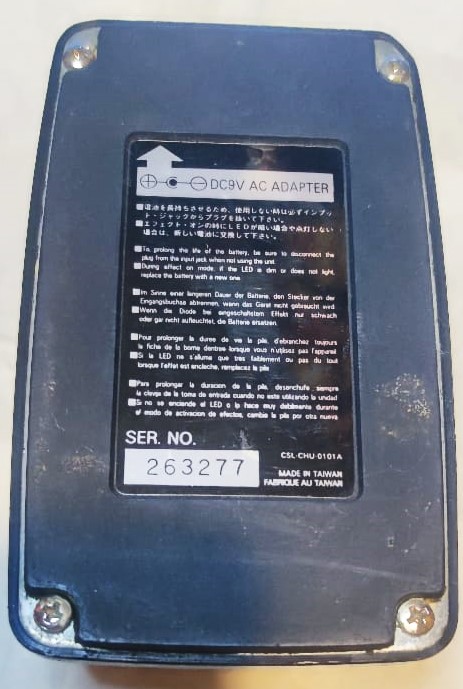 DC9V AC ADAPTER
■電池を長持ちさせるため、使用しない時は必ずインプッ
ト・ジャックからプラグを抜いて下さい。
■エフェクト・オンの時にLEDが暗い場合や点灯しない
場合は、新しい電池に交換して下さい。
■To prolong the life of the battery, be sure to disconnect the
plug from the input jack when not using the unit.
■During effect on mode, if the LED is dim or does not light,
replace the battery with a new one.
■Im Sinne einer langeren Dauer der Batterie, den Stecker von der
Eingangsbuchse abtrennen, wann das Gerat nicht gebraucht wird.
■Wenn die Diode bei eingeschaltetem Effekt nur schwach
oder gar nicht aufleuchtet, die Batterie ersetzen.
■Pour prolonger la duree de vie la pile, d'ebranchez toujours
la fiche de la borne d'entree lorsque vous n'utilisez pas l'appareil
■Si la LED ne s'allume que tres faiblement ou pas du tout
lorsque l'effet est encleche, remplacez la pile
■Para prolongar la duracion de la pila, desenchufe siempre
la clavija de la toma de entrada cuando no este utilizando la unidad
■Si no se enciende el LED o lo hace muy debilmente durante
el modo de activacion de efectos, cambie la pila por otra nueva
SER. NO.
263277
CSL-CHU-0101A
MADE IN TAIWAN
FABRIQUE AU TAIWAN